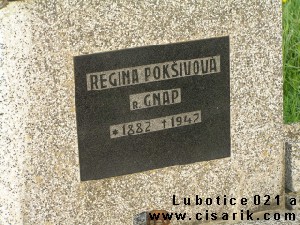 REGINA POKŠIVOVÁ
R. GNAP
* 1882 † 1947
Lubotice 021 a
www.cisarik.com